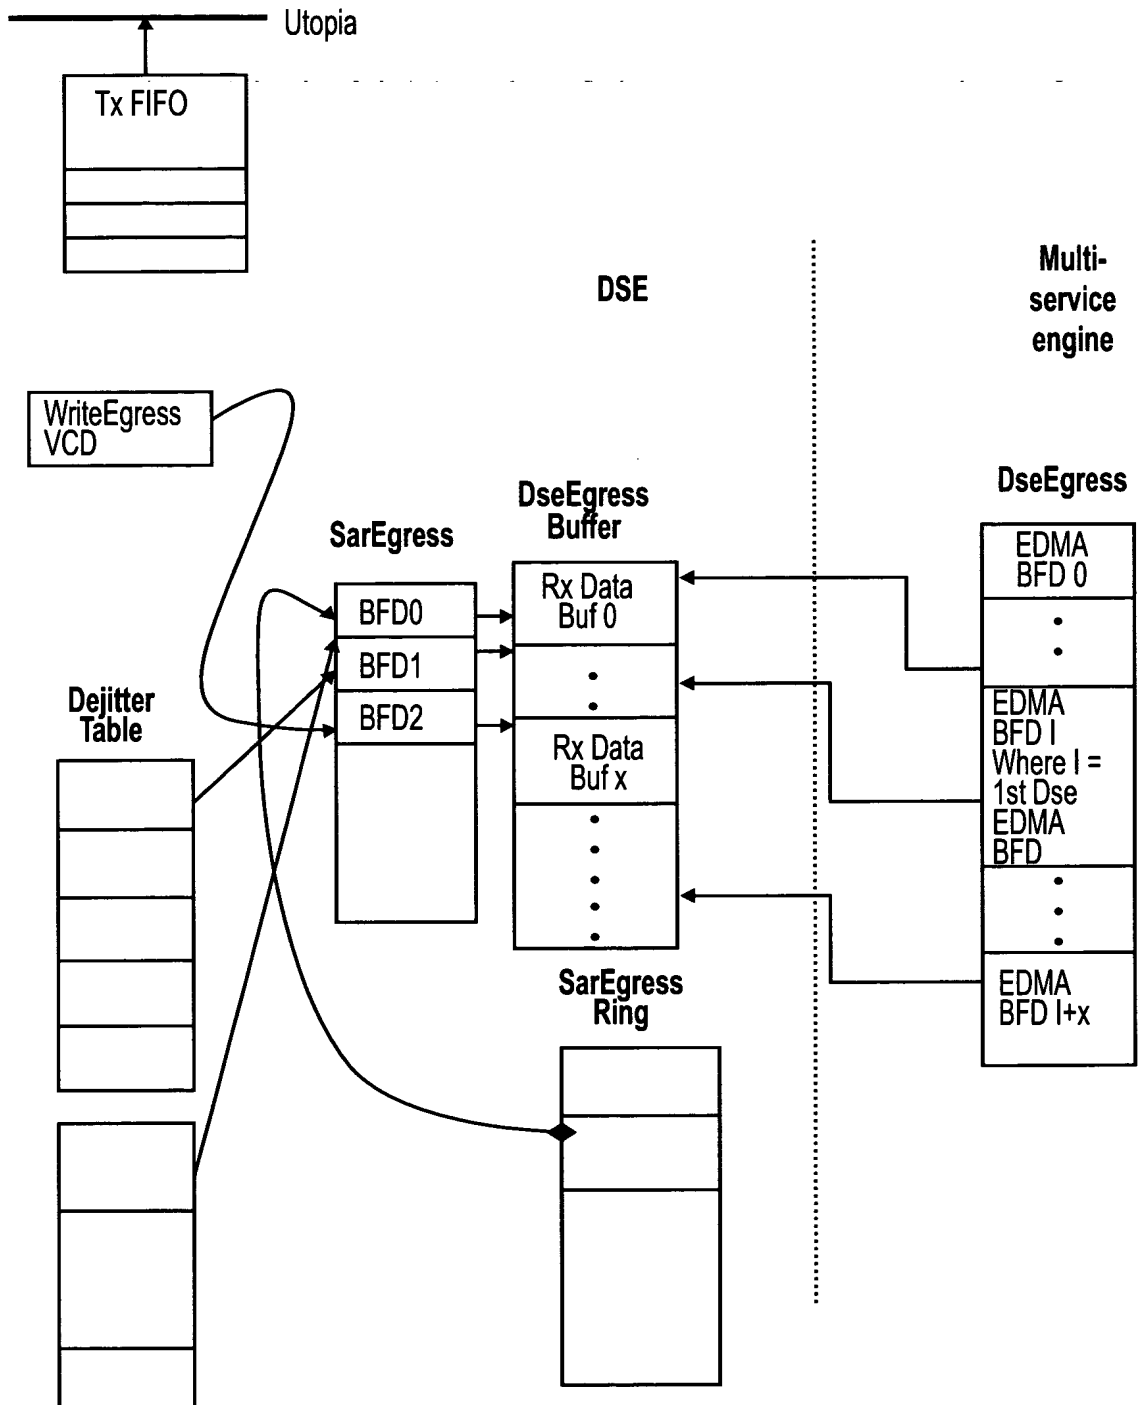 Utopia
Tx FIFO
DSE
Multi-
service
engine
WriteEgress
VCD
DseEgress
Buffer
DseEgress
SarEgress
EDMA
BFD 0
Rx Data
Buf 0
BFD0
BFD1
BFD2
Dejitter
Table
EDMA
BFD I
Where I =
1st Dse
EDMA
BFD
Rx Data
Buf x
SarEgress
Ring
EDMA
BFD I+x